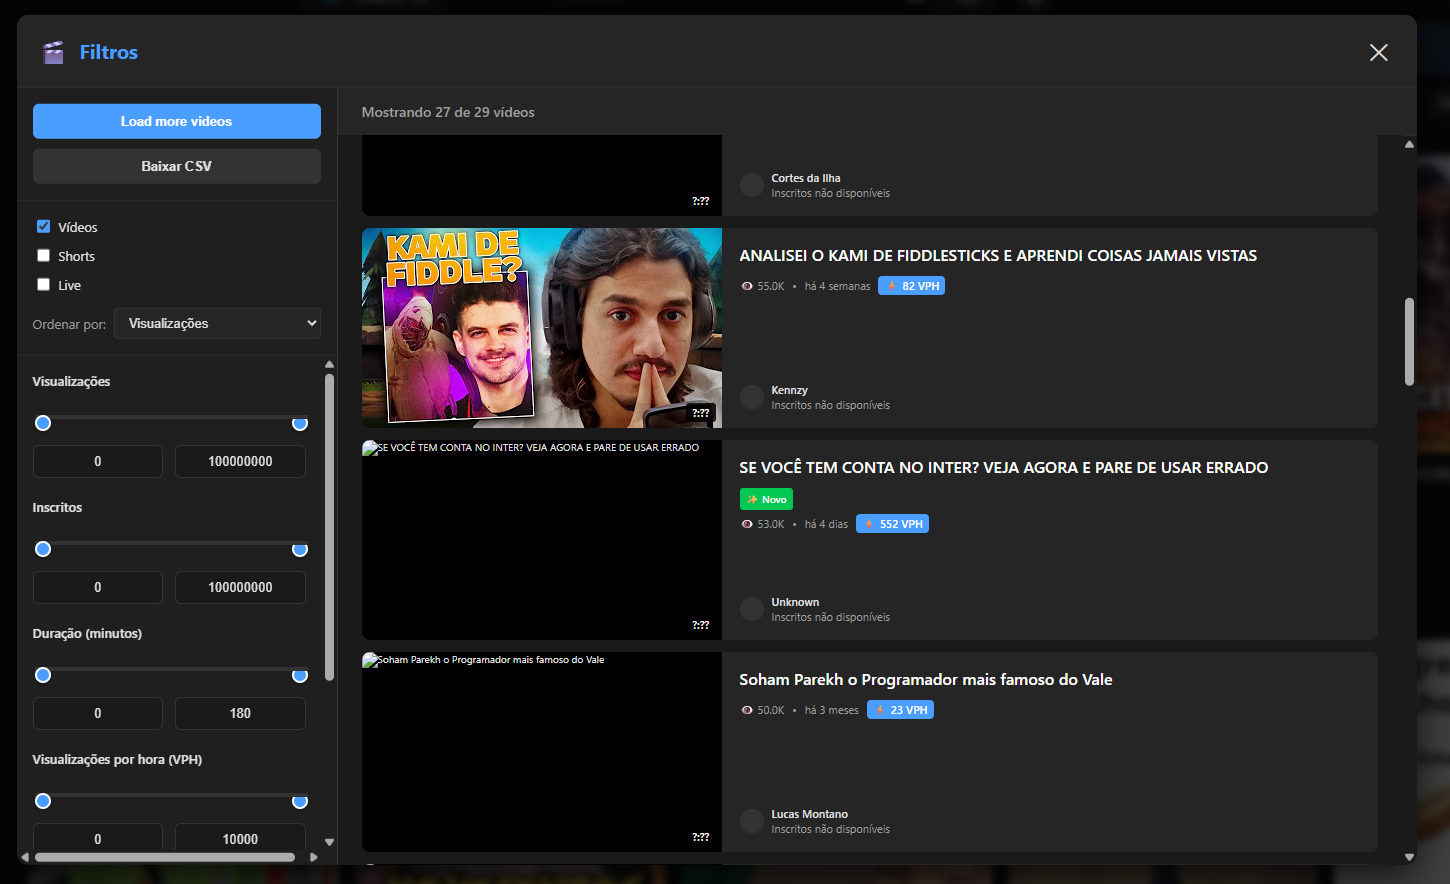 Filtros
Load more videos
Baixar CSV
Vídeos
Shorts
Live
Ordenar por:
Visualizações
Visualizações
0
100000000
Inscritos
0
100000000
Duração (minutos)
0
180
Visualizações por hora (VPH)
0
10000
Mostrando 27 de 29 vídeos
?:??
Cortes da Ilha
Inscritos não disponíveis
KAMI DE
FIDDLE?
?:??
ANALISEI O KAMI DE FIDDLESTICKS E APRENDI COISAS JAMAIS VISTAS
55.0K • há 4 semanas 82 VPH
Kennzy
Inscritos não disponíveis
SE VOCÊ TEM CONTA NO INTER? VEJA AGORA E PARE DE USAR ERRADO
?:??
SE VOCÊ TEM CONTA NO INTER? VEJA AGORA E PARE DE USAR ERRADO
Novo
53.0K • há 4 dias 552 VPH
Unknown
Inscritos não disponíveis
Soham Parekh o Programador mais famoso do Vale
?:??
Soham Parekh o Programador mais famoso do Vale
50.0K • há 3 meses 23 VPH
Lucas Montano
Inscritos não disponíveis